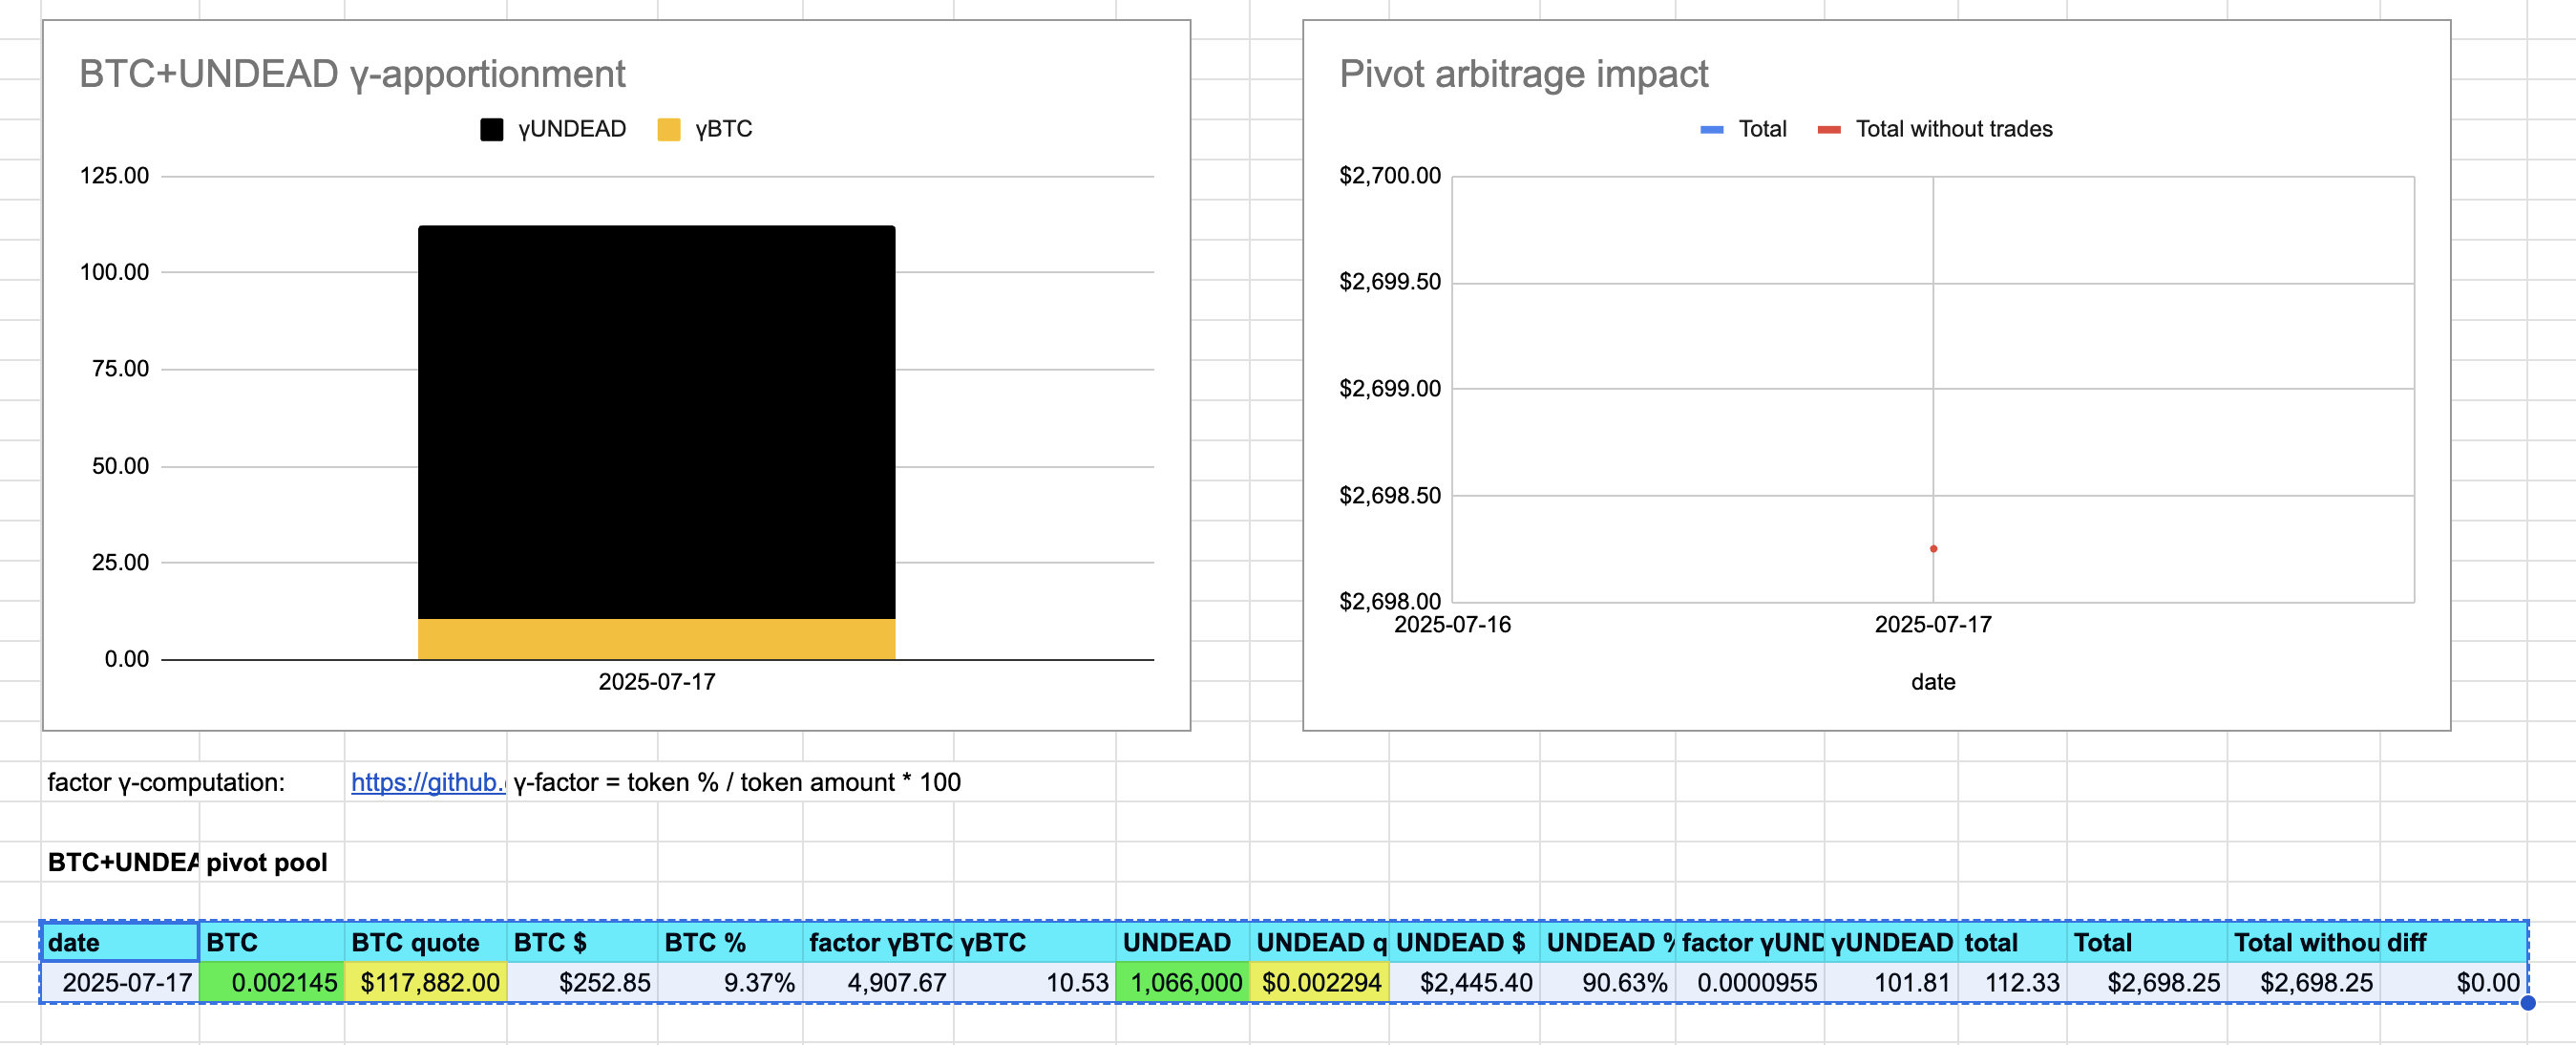 BTC+UNDEAD γ-apportionment
γUNDEAD γBTC
125.00
100.00
75.00
50.00
25.00
0.00
2025-07-17
Pivot arbitrage impact
Total Total without trades
$2,700.00
$2,699.50
$2,699.00
$2,698.50
$2,698.00
2025-07-16 2025-07-17
date
factor γ-computation: https://github. γ-factor = token % / token amount * 100
BTC+UNDEA pivot pool
date BTC BTC quote BTC $ BTC % factor γBTC γBTC UNDEAD UNDEAD q UNDEAD $ UNDEAD % factor γUND γUNDEAD total Total Total withou diff
2025-07-17 0.002145 $117,882.00 $252.85 9.37% 4,907.67 10.53 1,066,000 $0.002294 $2,445.40 90.63% 0.0000955 101.81 112.33 $2,698.25 $2,698.25 $0.00